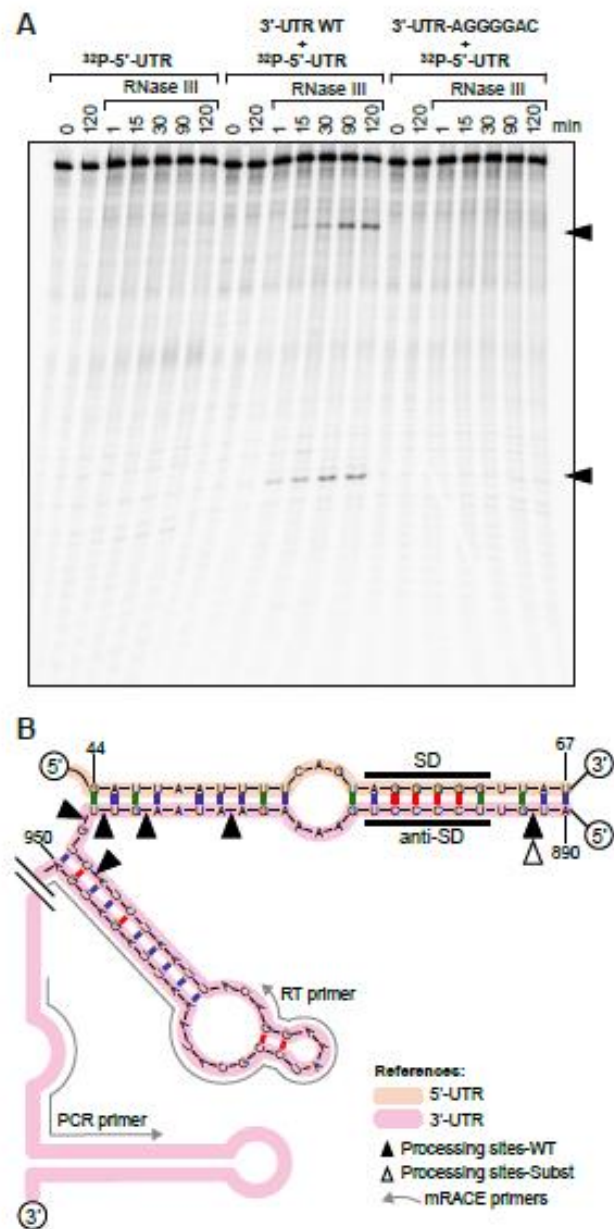 A
3'-UTR WT 3'-UTR-AGGGGAC
+ +
³²P-5'-UTR ³²P-5'-UTR ³²P-5'-UTR
RNase III RNase III RNase III
0 120 1 15 30 90 120 0 120 1 15 30 90 120 0 120 1 15 30 90 120 min
B
44 SD 67
5' 3'
anti-SD 5'
950 890
RT primer
References:
5'-UTR
3'-UTR
PCR primer
Processing sites-WT
Processing sites-Subst
mRACE primers
3'